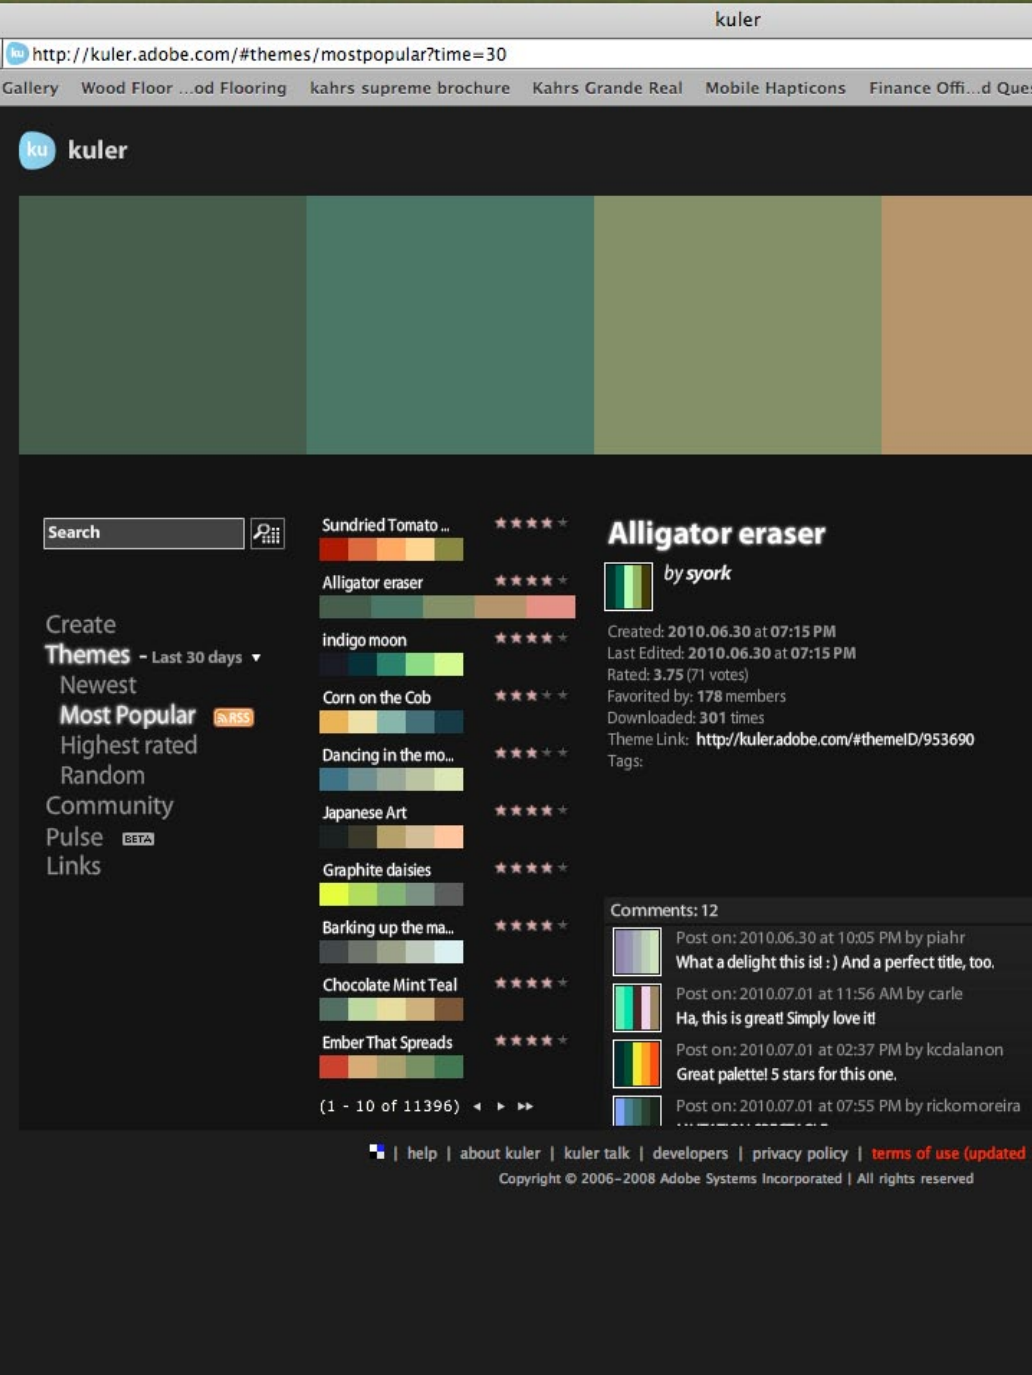 kuler
ku http://kuler.adobe.com/#themes/mostpopular?time=30
Gallery Wood Floor ...od Flooring kahrs supreme brochure Kahrs Grande Real Mobile Hapticons Finance Offi...d Que
ku kuler
Search
Create
Themes - Last 30 days
Newest
Most Popular RSS
Highest rated
Random
Community
Pulse BETA
Links
Sundried Tomato ...
Alligator eraser
indigo moon
Corn on the Cob
Dancing in the mo...
Japanese Art
Graphite daisies
Barking up the ma...
Chocolate Mint Teal
Ember That Spreads
(1 - 10 of 11396)
Alligator eraser
by syork
Created: 2010.06.30 at 07:15 PM
Last Edited: 2010.06.30 at 07:15 PM
Rated: 3.75 (71 votes)
Favorited by: 178 members
Downloaded: 301 times
Theme Link: http://kuler.adobe.com/#themeID/953690
Tags:
Comments: 12
Post on: 2010.06.30 at 10:05 PM by piahr
What a delight this is! : ) And a perfect title, too.
Post on: 2010.07.01 at 11:56 AM by carle
Ha, this is great! Simply love it!
Post on: 2010.07.01 at 02:37 PM by kcdalanon
Great palette! 5 stars for this one.
Post on: 2010.07.01 at 07:55 PM by rickomoreira
| help | about kuler | kuler talk | developers | privacy policy | terms of use (updated
Copyright © 2006-2008 Adobe Systems Incorporated | All rights reserved